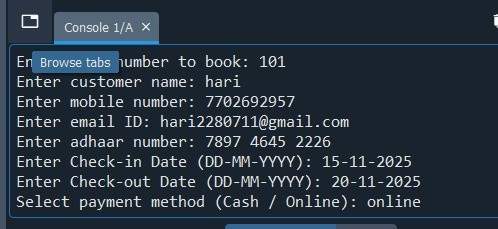 Console 1/A
En number to book: 101
Browse tabs
Enter customer name: hari
Enter mobile number: 7702692957
Enter email ID: hari2280711@gmail.com
Enter adhaar number: 7897 4645 2226
Enter Check-in Date (DD-MM-YYYY): 15-11-2025
Enter Check-out Date (DD-MM-YYYY): 20-11-2025
Select payment method (Cash / Online): online